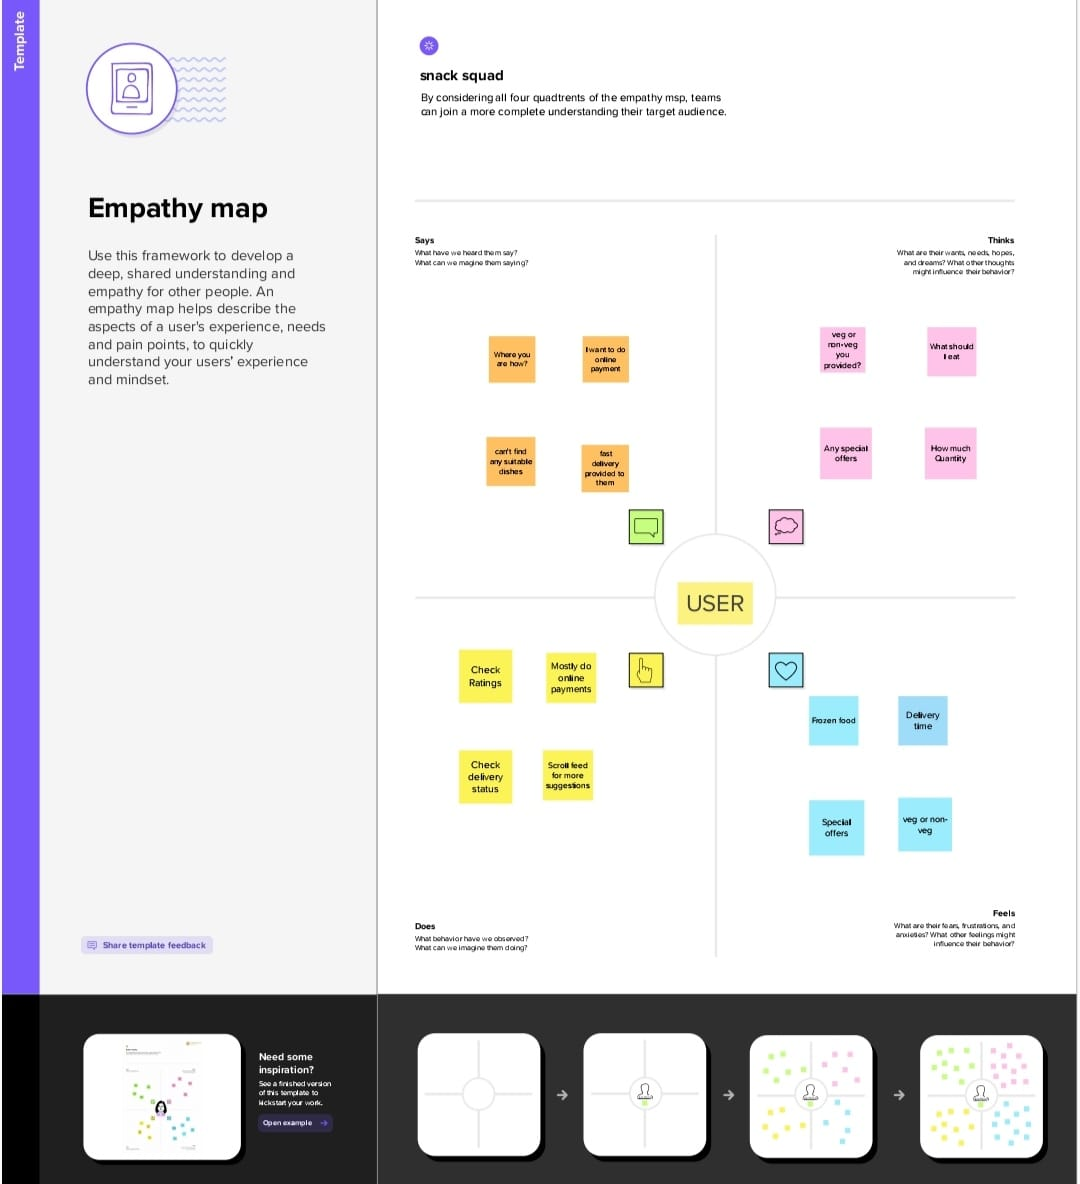 Template
Empathy map
Use this framework to develop a
deep, shared understanding and
empathy for other people. An
empathy map helps describe the
aspects of a user's experience, needs
and pain points, to quickly
understand your users' experience
and mindset.
Share template feedback
snack squad
By considering all four quadtrents of the empathy msp, teams
can join a more complete understanding their target audience.
Says
What have we heard them say?
What can we magine them saying?
Thinks
What are their wants, needs, hopes,
and dreams? What other thoughts
might influence their behavior?
Where you
are how?
I want to do
online
payment
can't find
any suitable
dishes
fast
delivery
provided to
them
veg or
non-veg
you
provided?
What should
I eat
Any special
offers
How much
Quantity
USER
Check
Ratings
Mostly do
online
payments
Check
delivery
status
Scroll feed
for more
suggestions
Frozen food
Delivery
time
Special
offers
veg or non-
veg
Does
What behavior have we observed?
What can we imagine them doing?
Feels
What are their fears, frustrations, and
anxieties? What other feelings might
influence their behavior?
Need some
inspiration?
See a finished version
of this template to
kickstart your work.
Open example